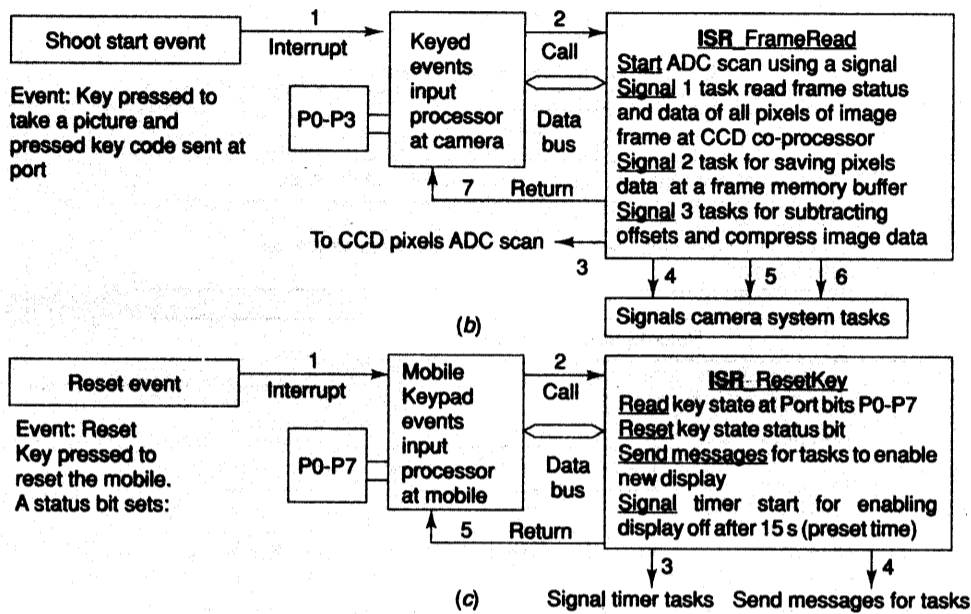 1
2
Shoot start event
Interrupt
Keyed
events
input
processor
at camera
Call
ISR_FrameRead
Start ADC scan using a signal
Signal 1 task read frame status
and data of all pixels of image
frame at CCD co-processor
Signal 2 task for saving pixels
data at a frame memory buffer
Signal 3 tasks for subtracting
offsets and compress image data
Event: Key pressed to
take a picture and
pressed key code sent at
port
P0-P3
Data
bus
7 Return
To CCD pixels ADC scan
3
4
5
6
(b)
Signals camera system tasks
1
2
Reset event
Interrupt
Mobile
Keypad
events
input
processor
at mobile
Call
ISR ResetKey
Read key state at Port bits P0-P7
Reset key state status bit
Send messages for tasks to enable
new display
Signal timer start for enabling
display off after 15 s (preset time)
Event: Reset
Key pressed to
reset the mobile.
A status bit sets:
P0-P7
Data
bus
5 Return
3
4
(c)
Signal timer tasks
Send messages for tasks